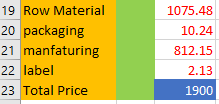 19 Row Material 1075.48
20 packaging 10.24
21 manfaturing 812.15
22 label 2.13
23 Total Price 1900